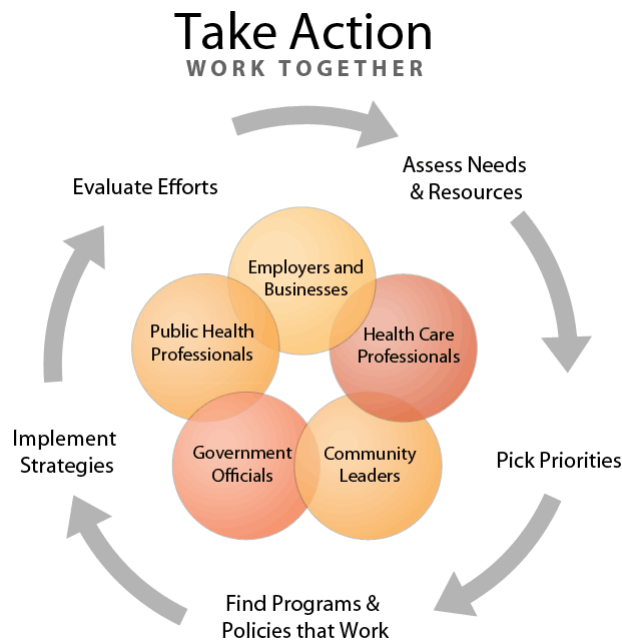 Take Action
WORK TOGETHER
Assess Needs
& Resources
Pick Priorities
Find Programs &
Policies that Work
Implement
Strategies
Evaluate Efforts
Employers and
Businesses
Health Care
Professionals
Community
Leaders
Government
Officials
Public Health
Professionals